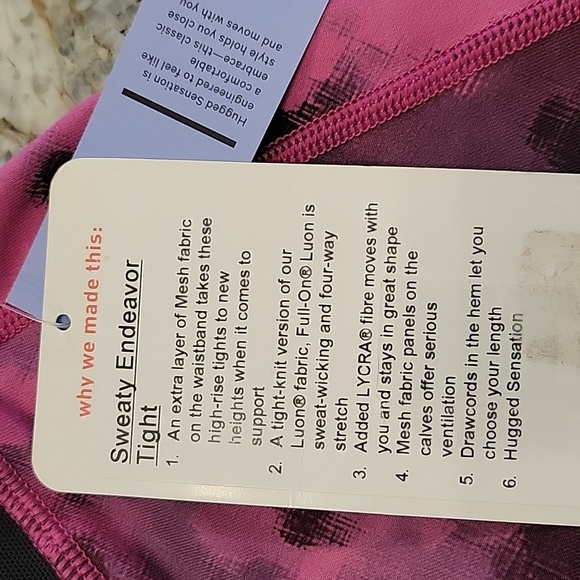 why we made this:
Sweaty Endeavor
Tight
1. An extra layer of Mesh fabric
on the waistband takes these
high-rise tights to new
heights when it comes to
support
2. A tight-knit version of our
Luon® fabric, Full-On® Luon is
sweat-wicking and four-way
stretch
3. Added LYCRA® fibre moves with
you and stays in great shape
4. Mesh fabric panels on the
calves offer serious
ventilation
5. Drawcords in the hem let you
choose your length
6. Hugged Sensation
Hugged Sensation is
engineered to feel like
a comfortable
embrace—this classic
style holds you close
and moves with you